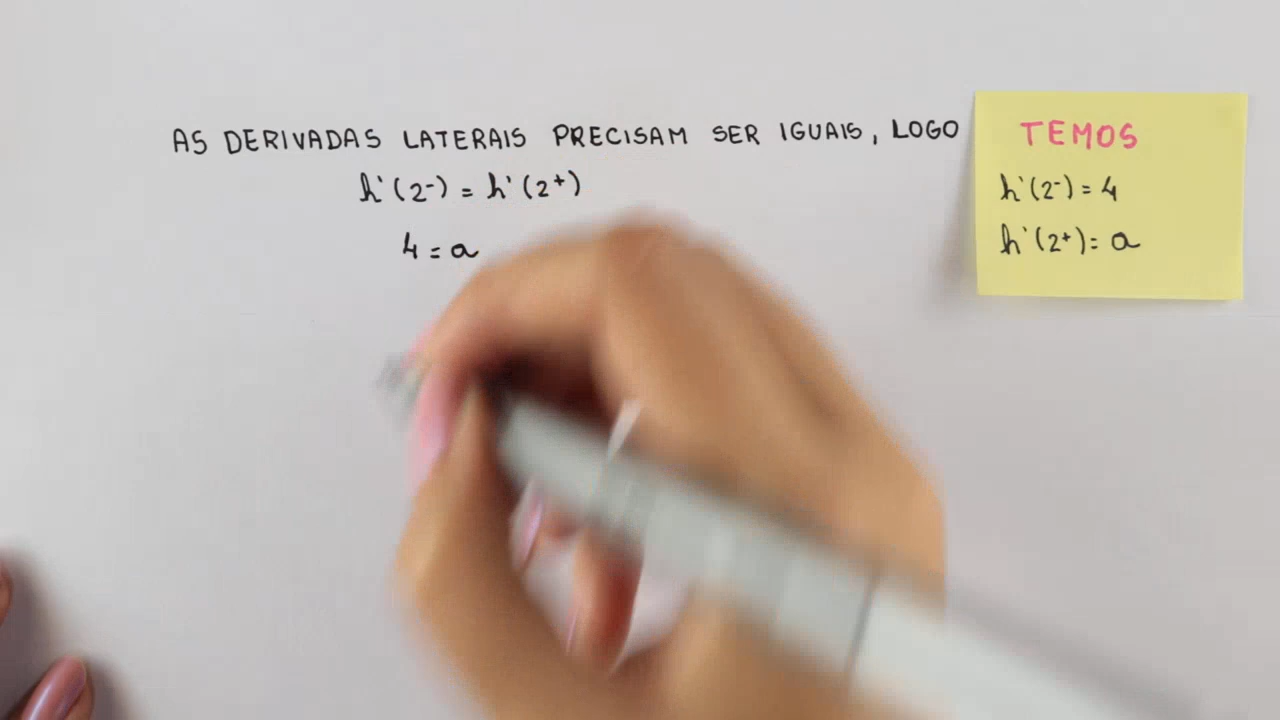 AS DERIVADAS LATERAIS PRECISAM SER IGUAIS, LOGO
h'(2-) = h'(2+)
4 = a
TEMOS
h'(2-) = 4
h'(2+) = a